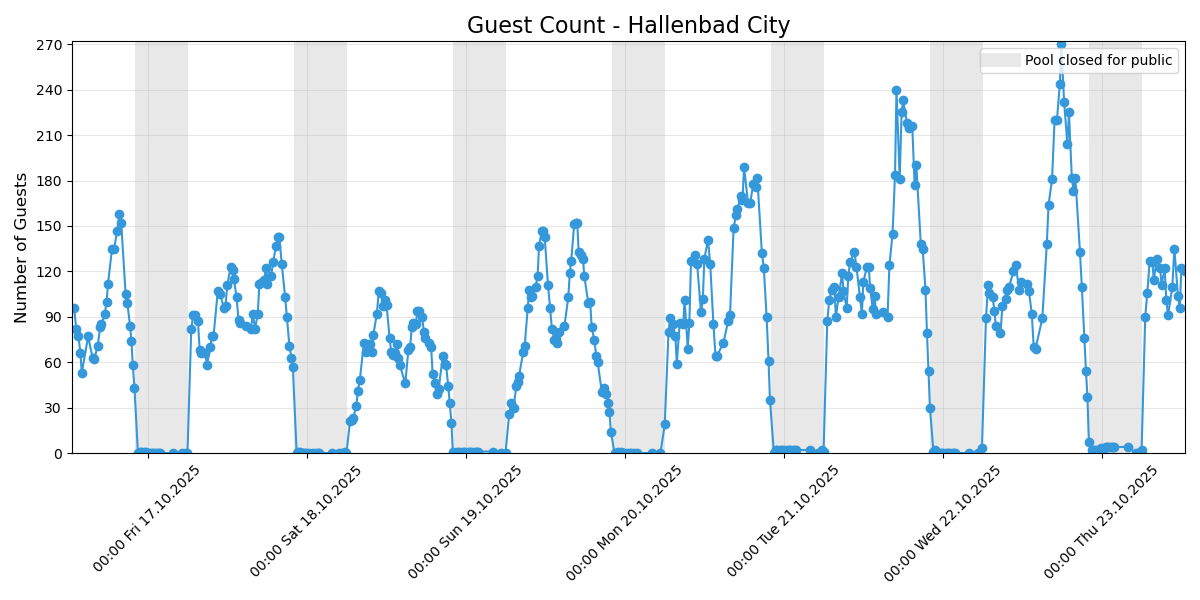 Guest Count - Hallenbad City
Pool closed for public
Number of Guests
270
240
210
180
150
120
90
60
30
0
00:00 Fri 17.10.2025
00:00 Sat 18.10.2025
00:00 Sun 19.10.2025
00:00 Mon 20.10.2025
00:00 Tue 21.10.2025
00:00 Wed 22.10.2025
00:00 Thu 23.10.2025